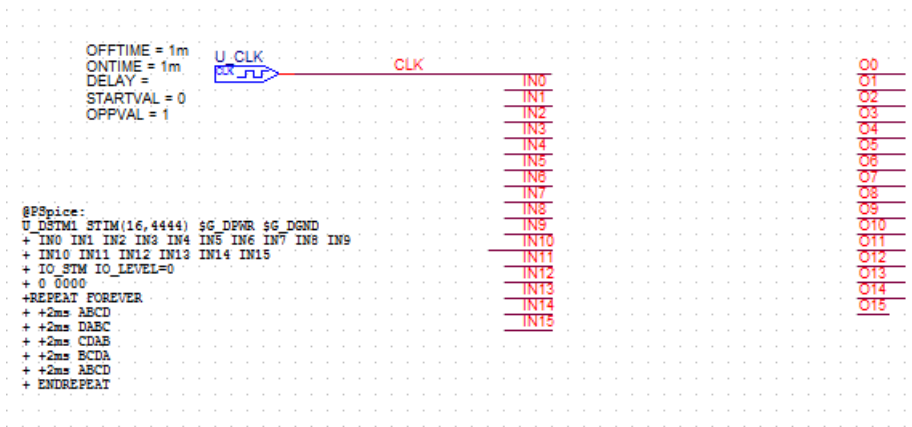 OFFTIME = 1m
ONTIME = 1m
DELAY =
STARTVAL = 0
OPPVAL = 1
U_CLK
CLK
CLK
IN0
IN1
IN2
IN3
IN4
IN5
IN6
IN7
IN8
IN9
IN10
IN11
IN12
IN13
IN14
IN15
O0
O1
O2
O3
O4
O5
O6
O7
O8
O9
O10
O11
O12
O13
O14
O15
@PSpice:
U_DSTM1 STIM(16,4444) $G_DPWR $G_DGND
+ IN0 IN1 IN2 IN3 IN4 IN5 IN6 IN7 IN8 IN9
+ IN10 IN11 IN12 IN13 IN14 IN15
+ IO_STM IO_LEVEL=0
+ 0 0000
+REPEAT FOREVER
+ +2ms ABCD
+ +2ms DABC
+ +2ms CDAB
+ +2ms BCDA
+ +2ms ABCD
+ ENDREPEAT